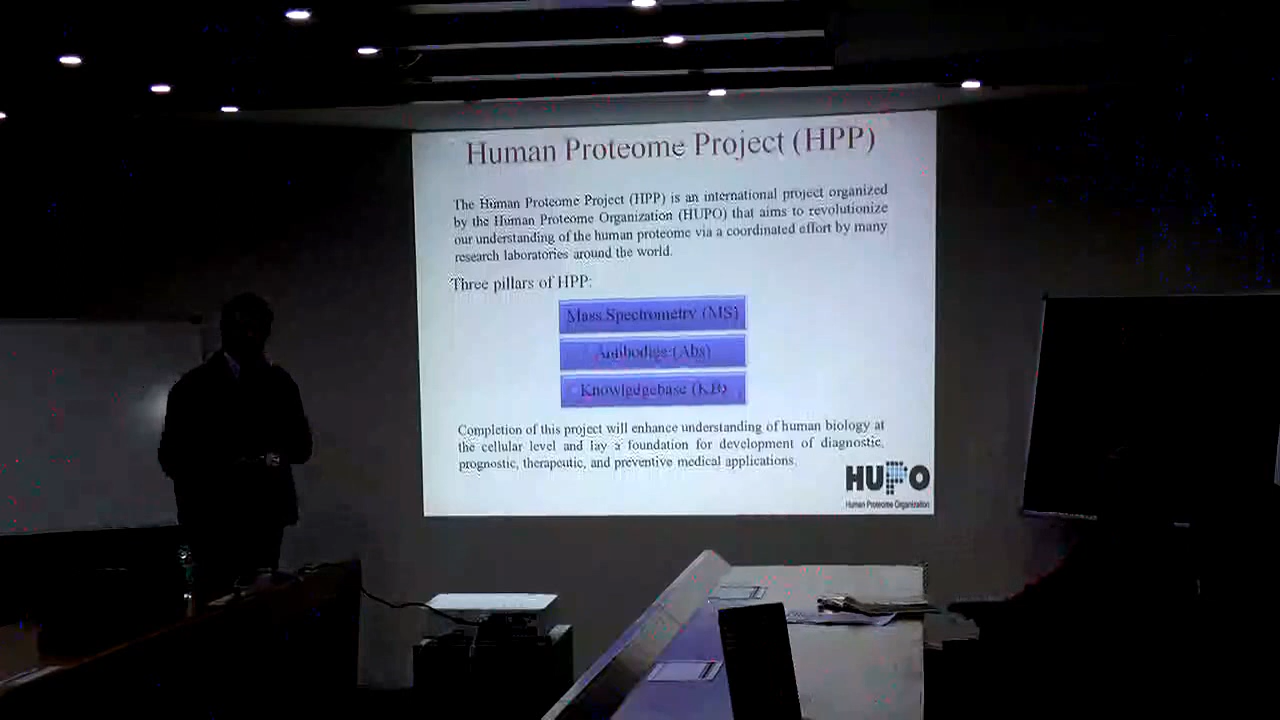 Human Proteome Project (HPP)
The Human Proteome Project (HPP) is an international project organized
by the Human Proteome Organization (HUPO) that aims to revolutionize
our understanding of the human proteome via a coordinated effort by many
research laboratories around the world.
Three pillars of HPP:
Mass Spectrometry (MS)
Antibodies (Abs)
Knowledgebase (KB)
Completion of this project will enhance understanding of human biology at
the cellular level and lay a foundation for development of diagnostic,
prognostic, therapeutic, and preventive medical applications.
HUPO
Human Proteome Organization